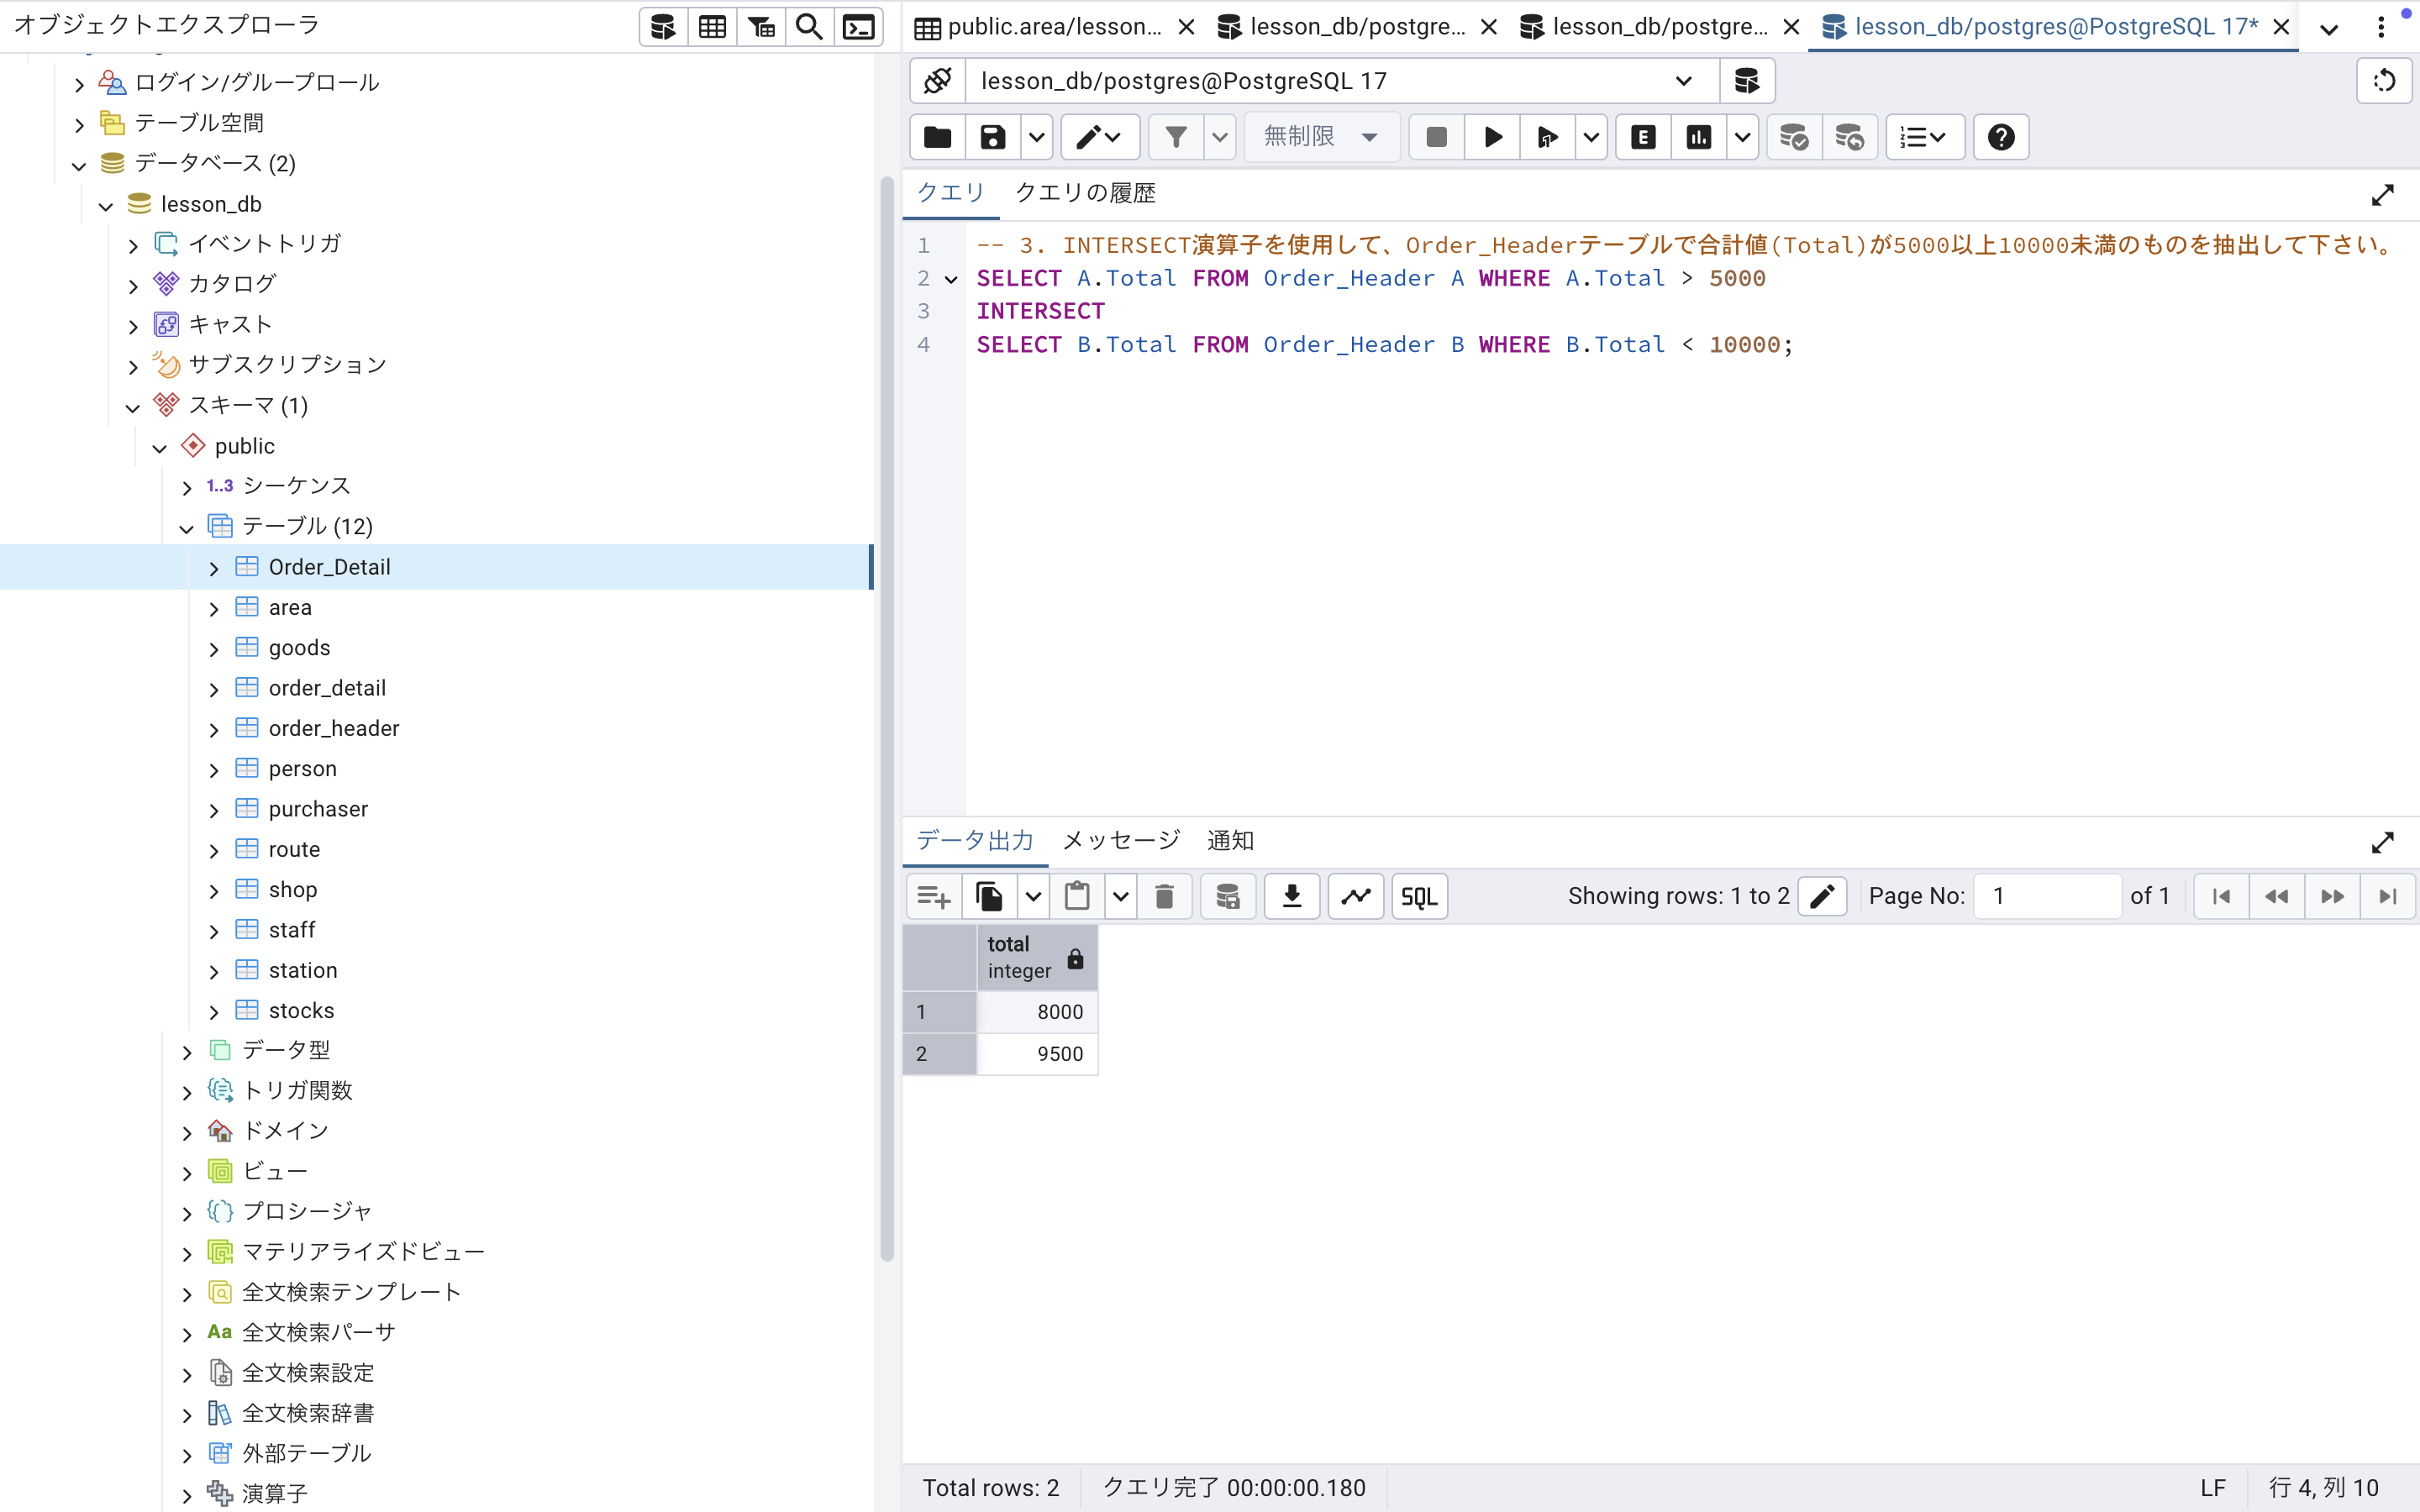 オブジェクトエクスプローラ
ログイン/グループロール
テーブル空間
データベース (2)
lesson_db
イベントトリガ
カタログ
キャスト
サブスクリプション
スキーマ (1)
public
1..3 シーケンス
テーブル (12)
Order_Detail
area
goods
order_detail
order_header
person
purchaser
route
shop
staff
station
stocks
データ型
トリガ関数
ドメイン
ビュー
プロシージャ
マテリアライズドビュー
全文検索テンプレート
Aa 全文検索パーサ
全文検索設定
全文検索辞書
外部テーブル
演算子
public.area/lesson... lesson_db/postgre... lesson_db/postgre... lesson_db/postgres@PostgreSQL 17*
lesson_db/postgres@PostgreSQL 17
無制限 E
クエリ クエリの履歴
1 -- 3. INTERSECT演算子を使用して、Order_Headerテーブルで合計値(Total)が5000以上10000未満のものを抽出して下さい。
2 SELECT A.Total FROM Order_Header A WHERE A.Total > 5000
3 INTERSECT
4 SELECT B.Total FROM Order_Header B WHERE B.Total < 10000;
データ出力 メッセージ 通知
SQL Showing rows: 1 to 2 Page No: 1 of 1
total
integer
1 8000
2 9500
Total rows: 2 クエリ完了 00:00:00.180 LF 行 4, 列 10